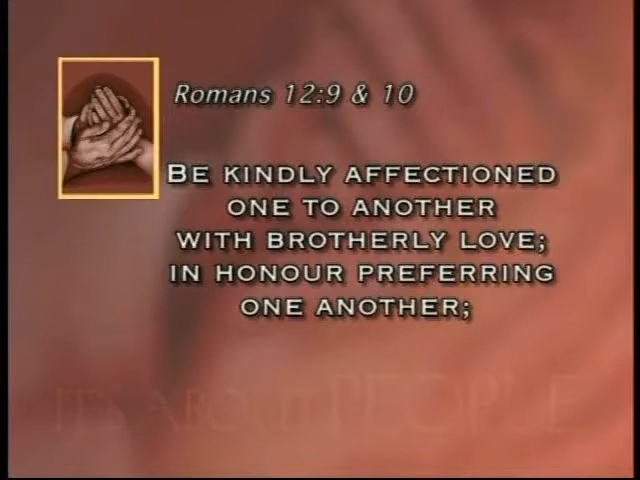 Romans 12:9 & 10
BE KINDLY AFFECTIONED
ONE TO ANOTHER
WITH BROTHERLY LOVE;
IN HONOUR PREFERRING
ONE ANOTHER;
IT'S ABOUT PEOPLE